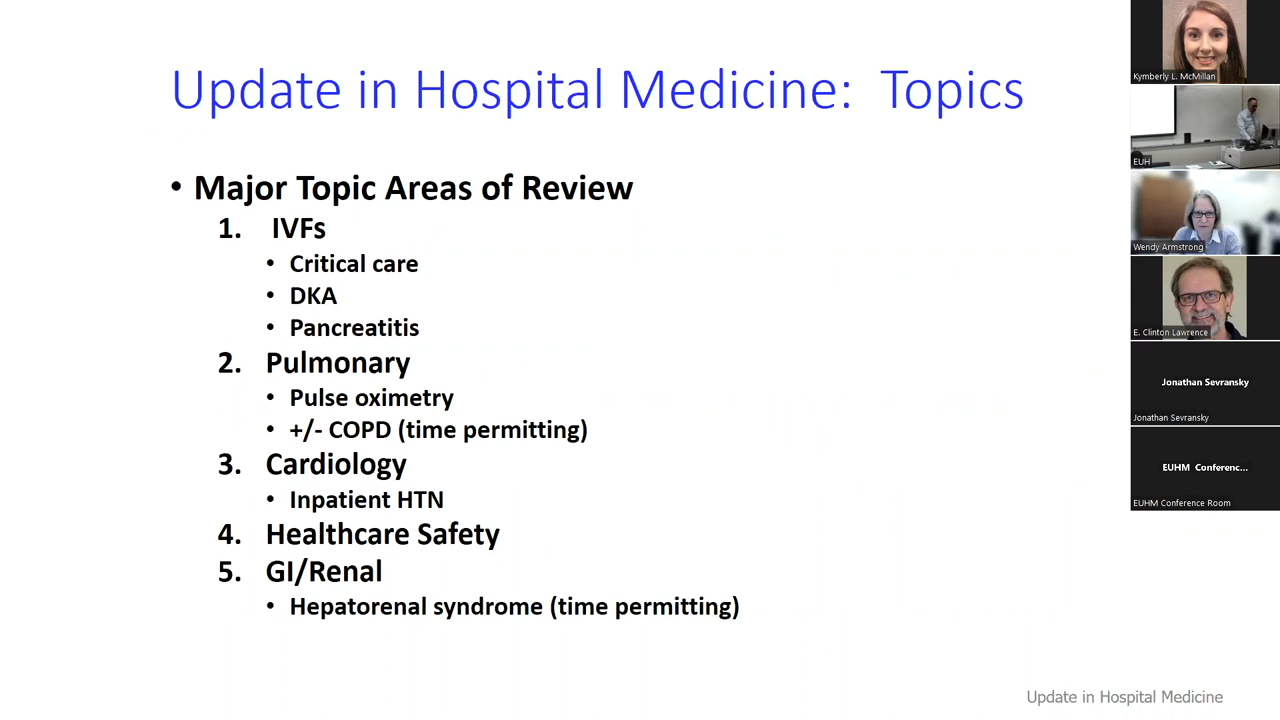 Update in Hospital Medicine: Topics
• Major Topic Areas of Review
1. IVFs
• Critical care
• DKA
• Pancreatitis
2. Pulmonary
• Pulse oximetry
• +/- COPD (time permitting)
3. Cardiology
• Inpatient HTN
4. Healthcare Safety
5. GI/Renal
• Hepatorenal syndrome (time permitting)
Update in Hospital Medicine
Kymberly L. McMillan
EUH
Wendy Armstrong
E. Clinton Lawrence
Jonathan Sevransky
Jonathan Sevransky
EUHM Conferenc...
EUHM Conference Room